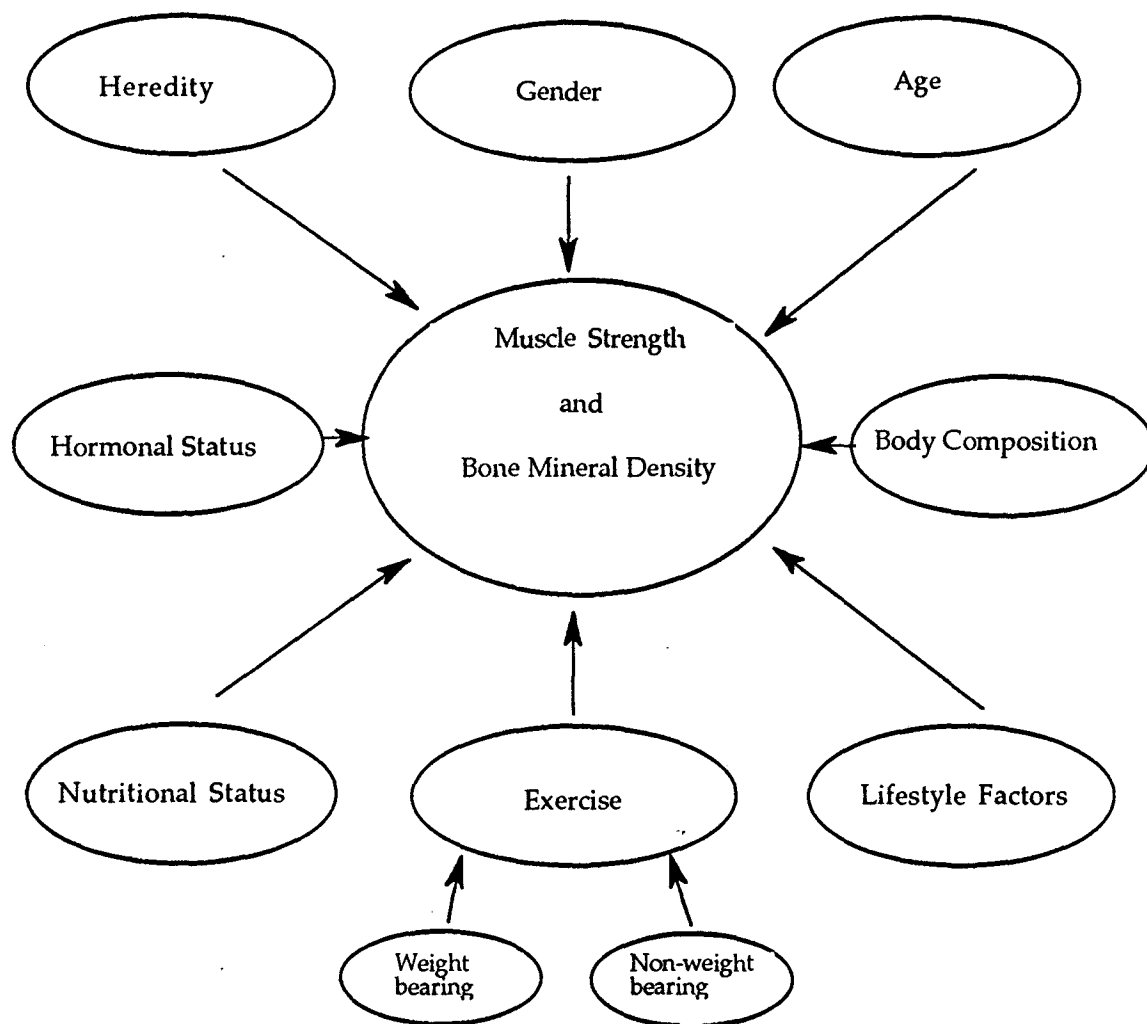 Heredity
Gender
Age
Muscle Strength
and
Bone Mineral Density
Hormonal Status
Body Composition
Nutritional Status
Exercise
Lifestyle Factors
Weight
bearing
Non-weight
bearing